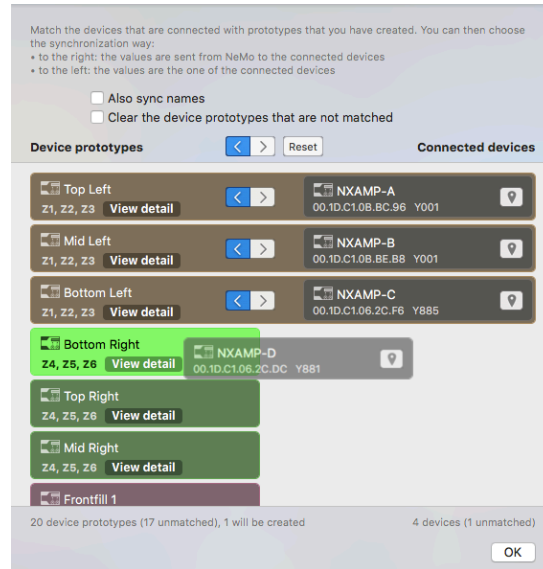 Match the devices that are connected with prototypes that you have created. You can then choose
the synchronization way:
• to the right: the values are sent from NeMo to the connected devices
• to the left: the values are the one of the connected devices
Also sync names
Clear the device prototypes that are not matched
Device prototypes < > Reset Connected devices
Top Left
Z1, Z2, Z3 View detail
< >
NXAMP-A
00.1D.C1.0B.BC.96 Y001
Mid Left
Z1, Z2, Z3 View detail
< >
NXAMP-B
00.1D.C1.0B.BE.B8 Y001
Bottom Left
Z1, Z2, Z3 View detail
< >
NXAMP-C
00.1D.C1.06.2C.F6 Y885
Bottom Right
Z4, Z5, Z6 View detail
NXAMP-D
00.1D.C1.06.2C.DC Y881
Top Right
Z4, Z5, Z6 View detail
Mid Right
Z4, Z5, Z6 View detail
Frontfill 1
20 device prototypes (17 unmatched), 1 will be created 4 devices (1 unmatched)
OK